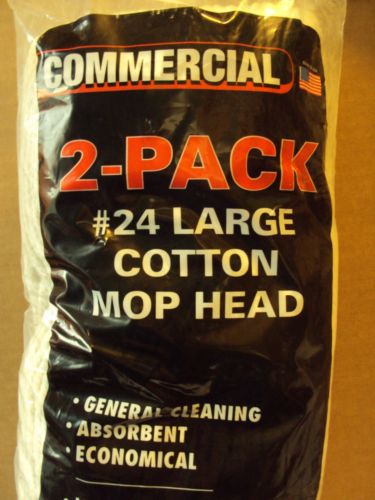 COMMERCIAL
2-PACK
#24 LARGE
COTTON
MOP HEAD
• GENERAL CLEANING
• ABSORBENT
• ECONOMICAL